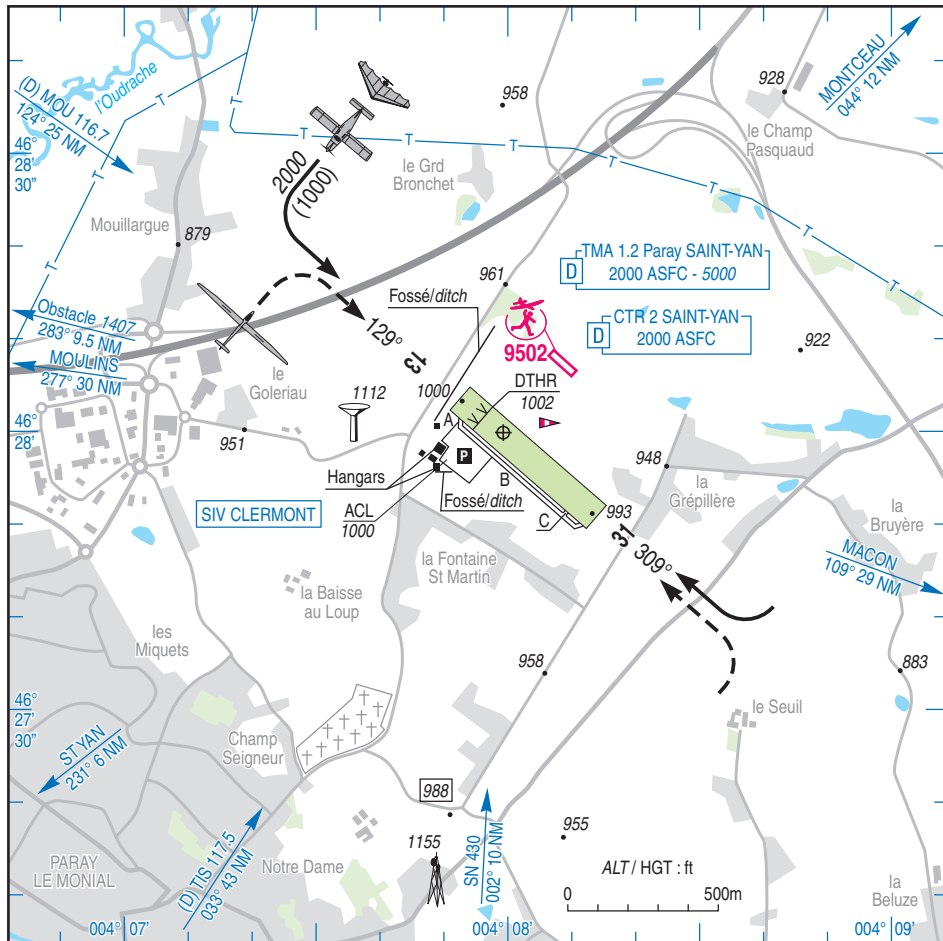 MONTCEAU
044° 12 NM
(D) MOU 116.7
124° 25 NM
l'Oudrache
958
928
le Champ
Pasquaud
46°
28'
30"
T
T
T
T
T
T
T
T
2000
(1000)
le Grd
Bronchet
Mouillargue
879
TMA 1.2 Paray SAINT-YAN
D
2000 ASFC - 5000
961
Fossé/ditch
CTR 2 SAINT-YAN
D
2000 ASFC
Obstacle 1407
283° 9.5 NM
MOULINS
277° 30 NM
129°
13
9502
922
le
Goleriau
1112
1000
DTHR
1002
46°
28'
951
A
P
B
C
948
la
Grépillère
Hangars
Fossé/ditch
ACL
1000
SIV CLERMONT
993
31 309°
la
Bruyère
MACON
109° 29 NM
la Fontaine
St Martin
la Baisse
au Loup
les
Miquets
958
883
46°
27'
30"
le Seuil
ST YAN
231° 6 NM
Champ
Seigneur
988
955
1155
SN 430
002° 10 NM
(D) TIS 117.5
033° 43 NM
PARAY
LE MONIAL
Notre Dame
ALT / HGT : ft
0 500m
la
Beluze
004° 07'
004° 08'
004° 09'